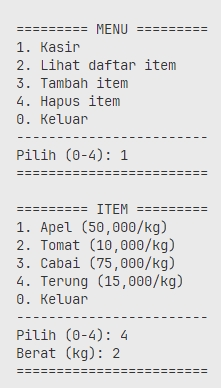 ========= MENU =========
1. Kasir
2. Lihat daftar item
3. Tambah item
4. Hapus item
0. Keluar
------------------------
Pilih (0-4): 1
========================
========= ITEM =========
1. Apel (50,000/kg)
2. Tomat (10,000/kg)
3. Cabai (75,000/kg)
4. Terung (15,000/kg)
0. Keluar
------------------------
Pilih (0-4): 4
Berat (kg): 2
========================